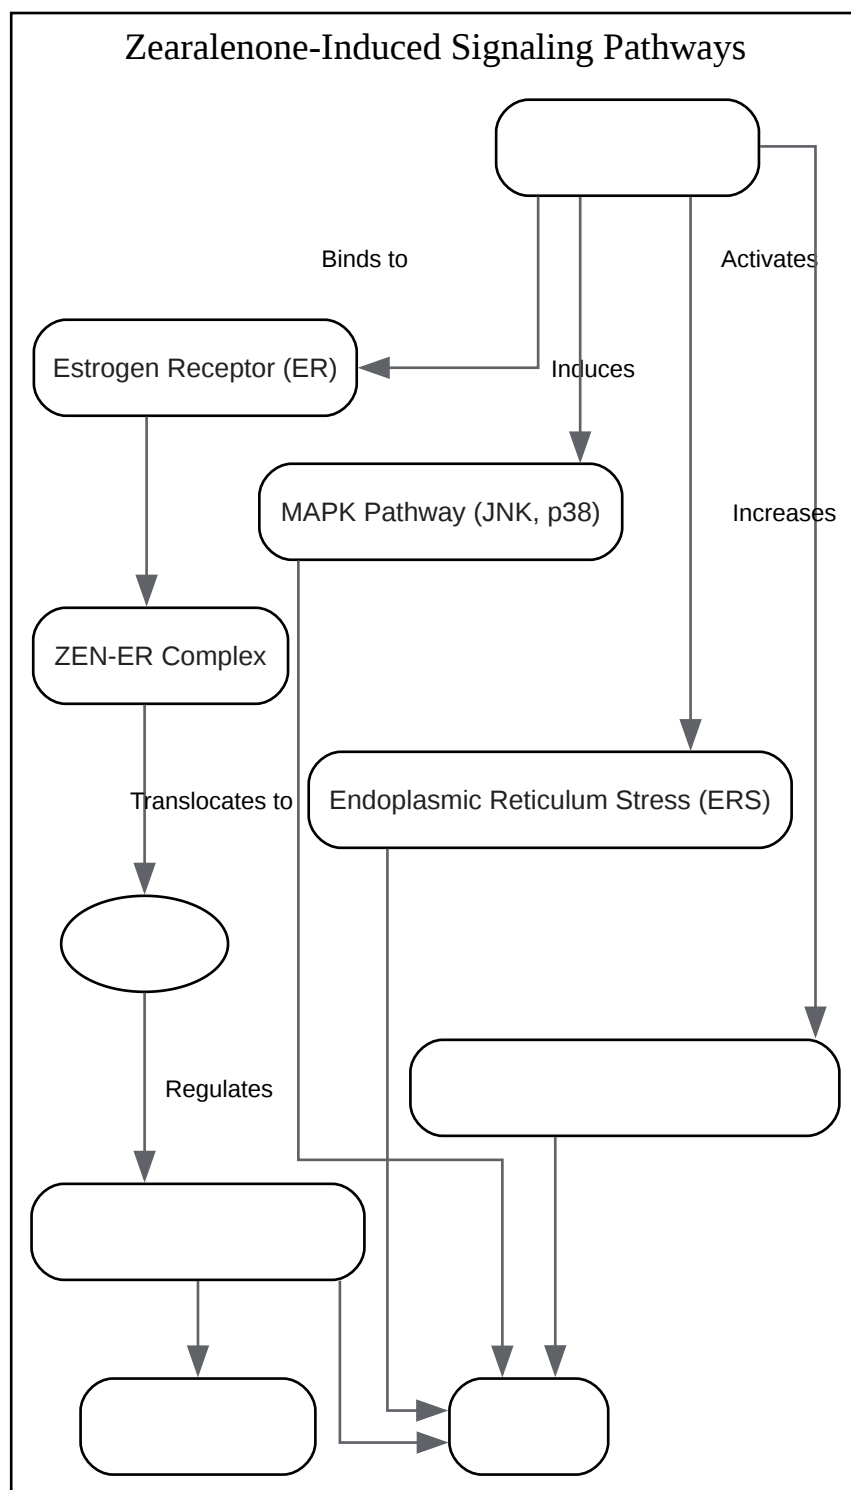 Zearalenone-Induced Signaling Pathways
Binds to
Activates
Estrogen Receptor (ER)
Induces
MAPK Pathway (JNK, p38)
Increases
ZEN-ER Complex
Translocates to
Endoplasmic Reticulum Stress (ERS)
Regulates